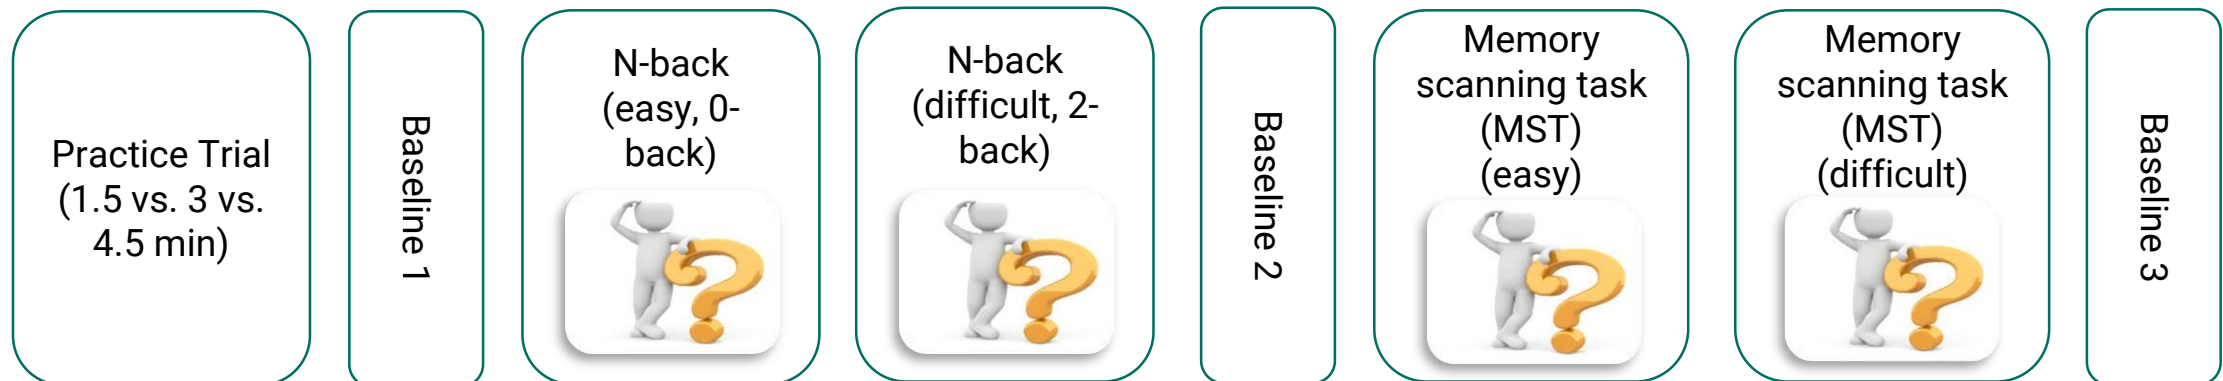 Practice Trial
(1.5 vs. 3 vs.
4.5 min)
Baseline 1
N-back
(easy, 0-
back)
N-back
(difficult, 2-
back)
Baseline 2
Memory
scanning task
(MST)
(easy)
Memory
scanning task
(MST)
(difficult)
Baseline 3